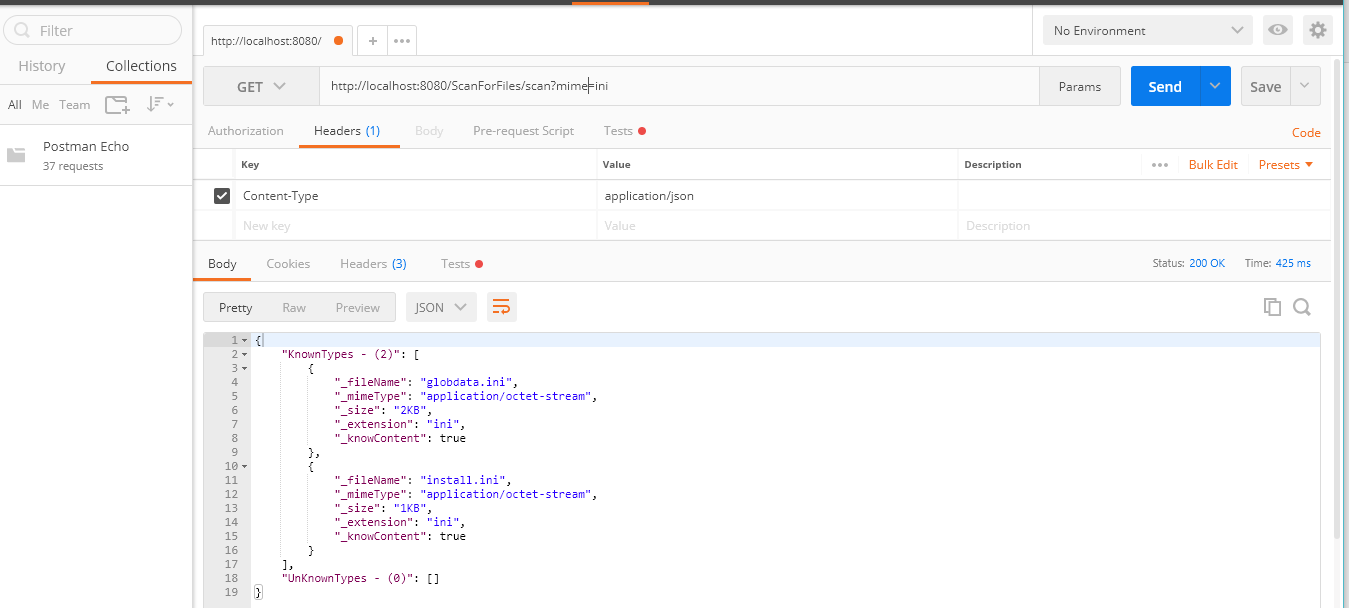 Filter
History Collections
All Me Team
Postman Echo
37 requests
http://localhost:8080/ + •••
No Environment
GET http://localhost:8080/ScanForFiles/scan?mime=ini Params Send Save
Authorization Headers (1) Body Pre-request Script Tests Code
Key Value Description ••• Bulk Edit Presets
Content-Type application/json
New key Value Description
Body Cookies Headers (3) Tests Status: 200 OK Time: 425 ms
Pretty Raw Preview JSON
1 {
2 "KnownTypes - (2)": [
3 {
4 "_fileName": "globdata.ini",
5 "_mimeType": "application/octet-stream",
6 "_size": "2KB",
7 "_extension": "ini",
8 "_knowContent": true
9 },
10 {
11 "_fileName": "install.ini",
12 "_mimeType": "application/octet-stream",
13 "_size": "1KB",
14 "_extension": "ini",
15 "_knowContent": true
16 }
17 ],
18 "UnKnownTypes - (0)": []
19 }